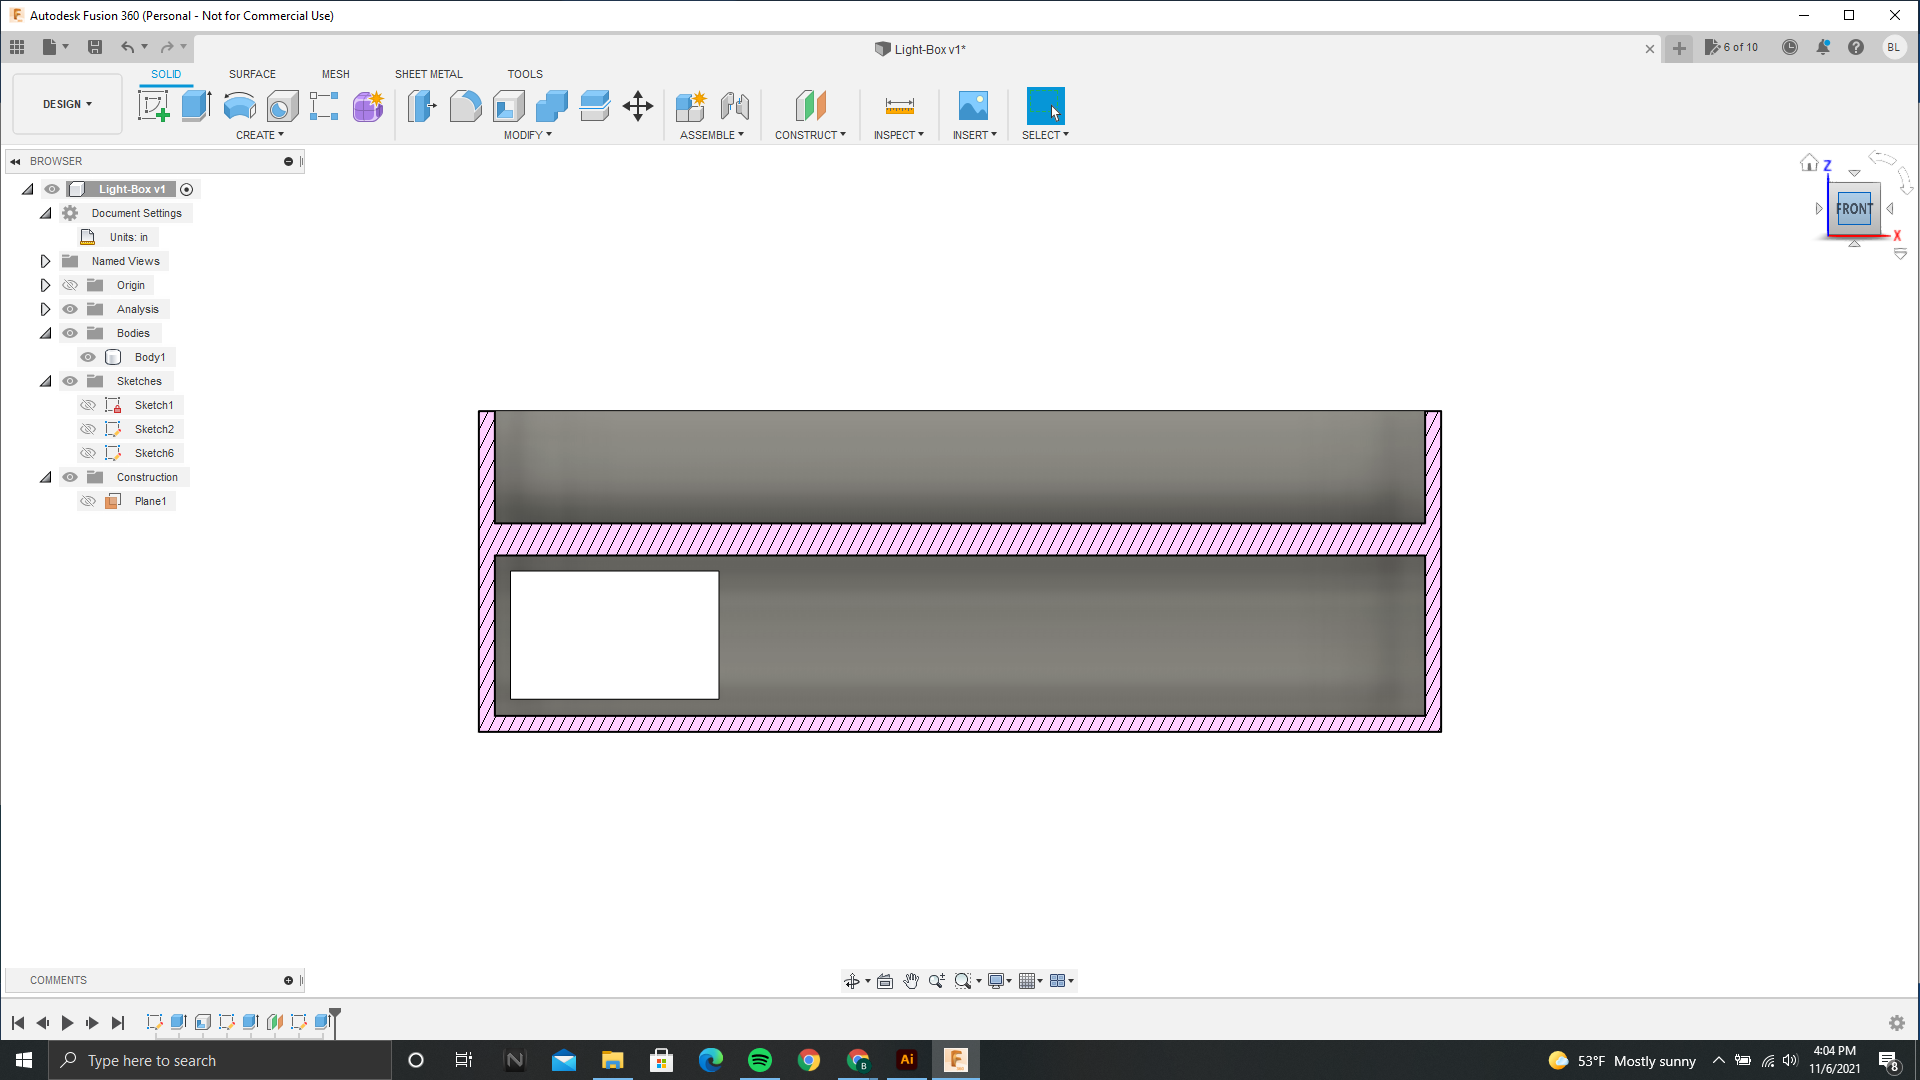 Autodesk Fusion 360 (Personal - Not for Commercial Use)
Light-Box v1*
6 of 10
BL
DESIGN
SOLID
SURFACE
MESH
SHEET METAL
TOOLS
CREATE
MODIFY
ASSEMBLE
CONSTRUCT
INSPECT
INSERT
SELECT
BROWSER
Light-Box v1
Document Settings
Units: in
Named Views
Origin
Analysis
Bodies
Body1
Sketches
Sketch1
Sketch2
Sketch6
Construction
Plane1
Z
FRONT
X
COMMENTS
Type here to search
N
B
Ai
F
53°F Mostly sunny
4:04 PM
11/6/2021
8